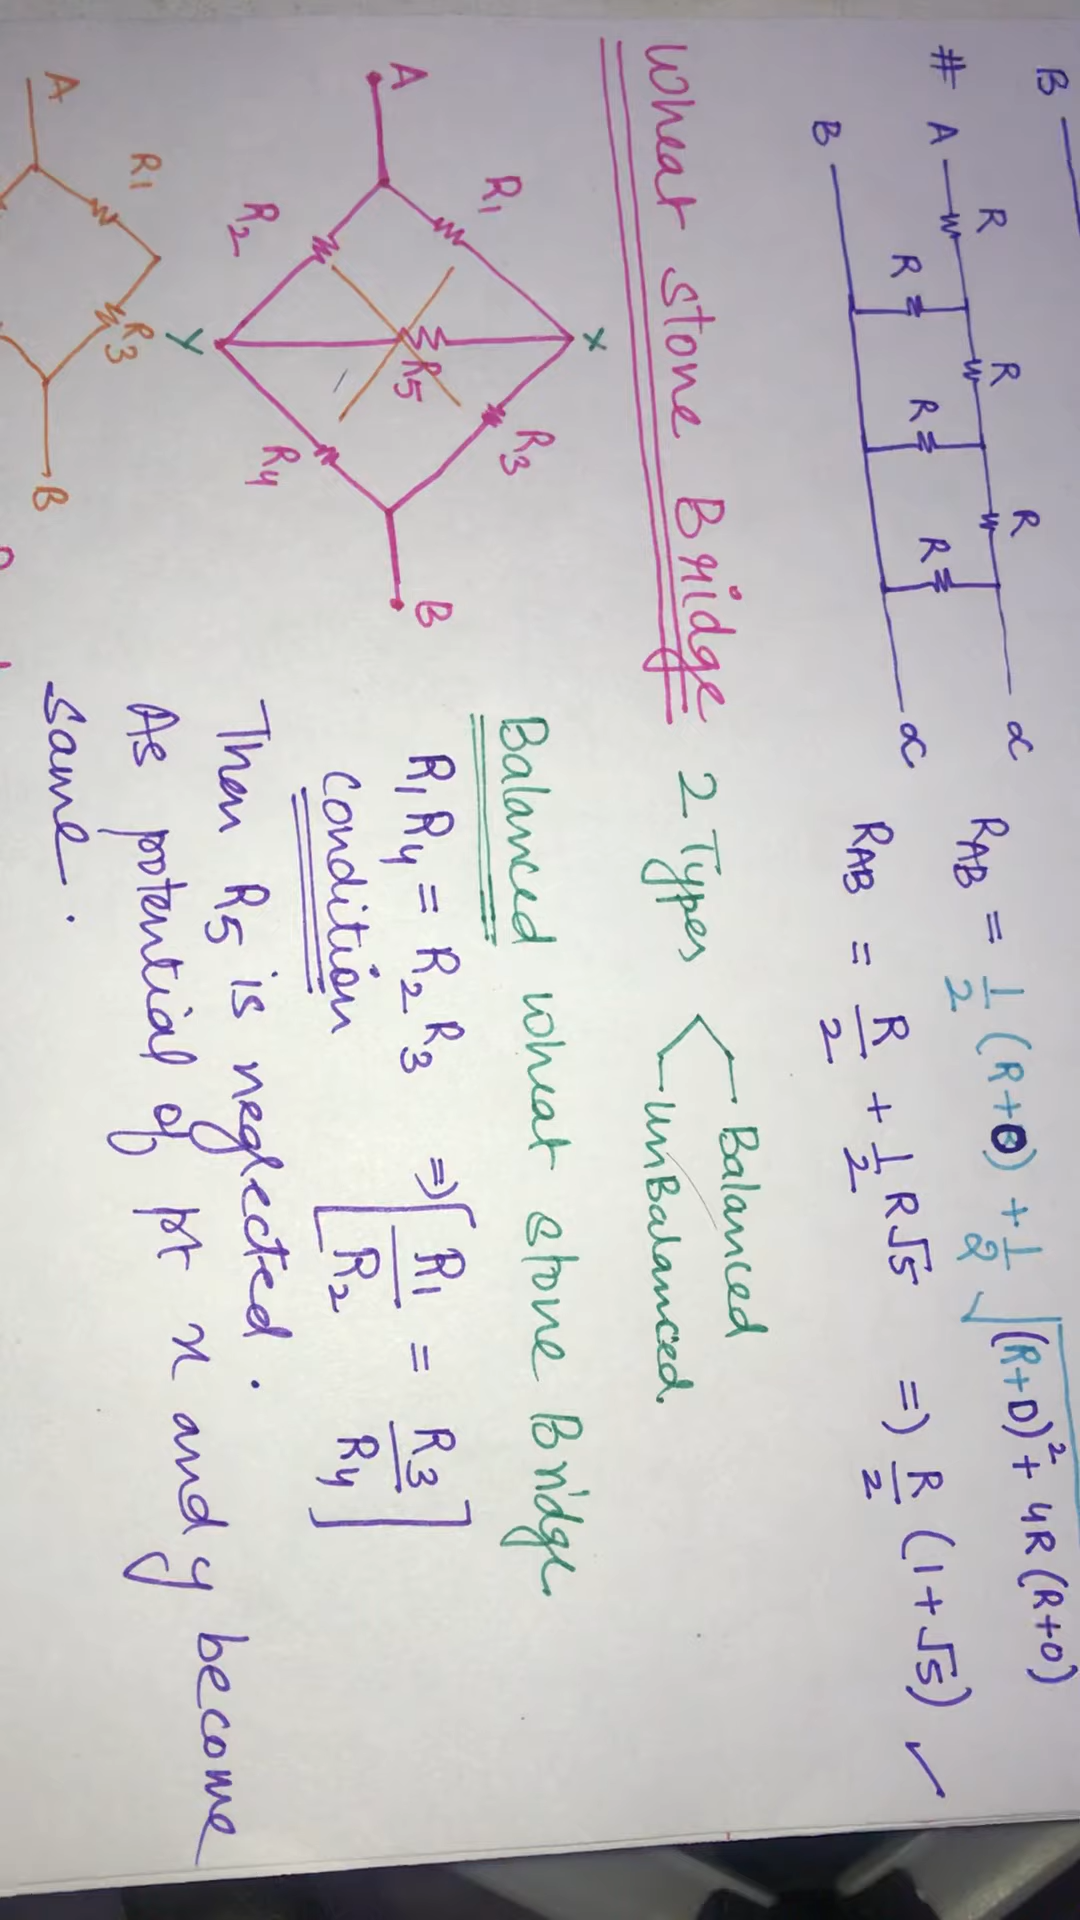 B
# A R R R ∝
R R R
B ∝
R_AB = 1/2 (R+0) + 1/2 √((R+0)² + 4R(R+0))
R_AB = R/2 + 1/2 R√5 => R/2 (1+√5) ✓
Wheat stone Bridge 2 Types
Balanced
UnBalanced.
A R1 x R3 B
R2 y R4
R5
Balanced wheat stone Bridge.
R1R4 = R2R3 => [R1/R2 = R3/R4]
Condition
Then R5 is neglected.
As potential of pt x and y become
same.
A R1 R3 B